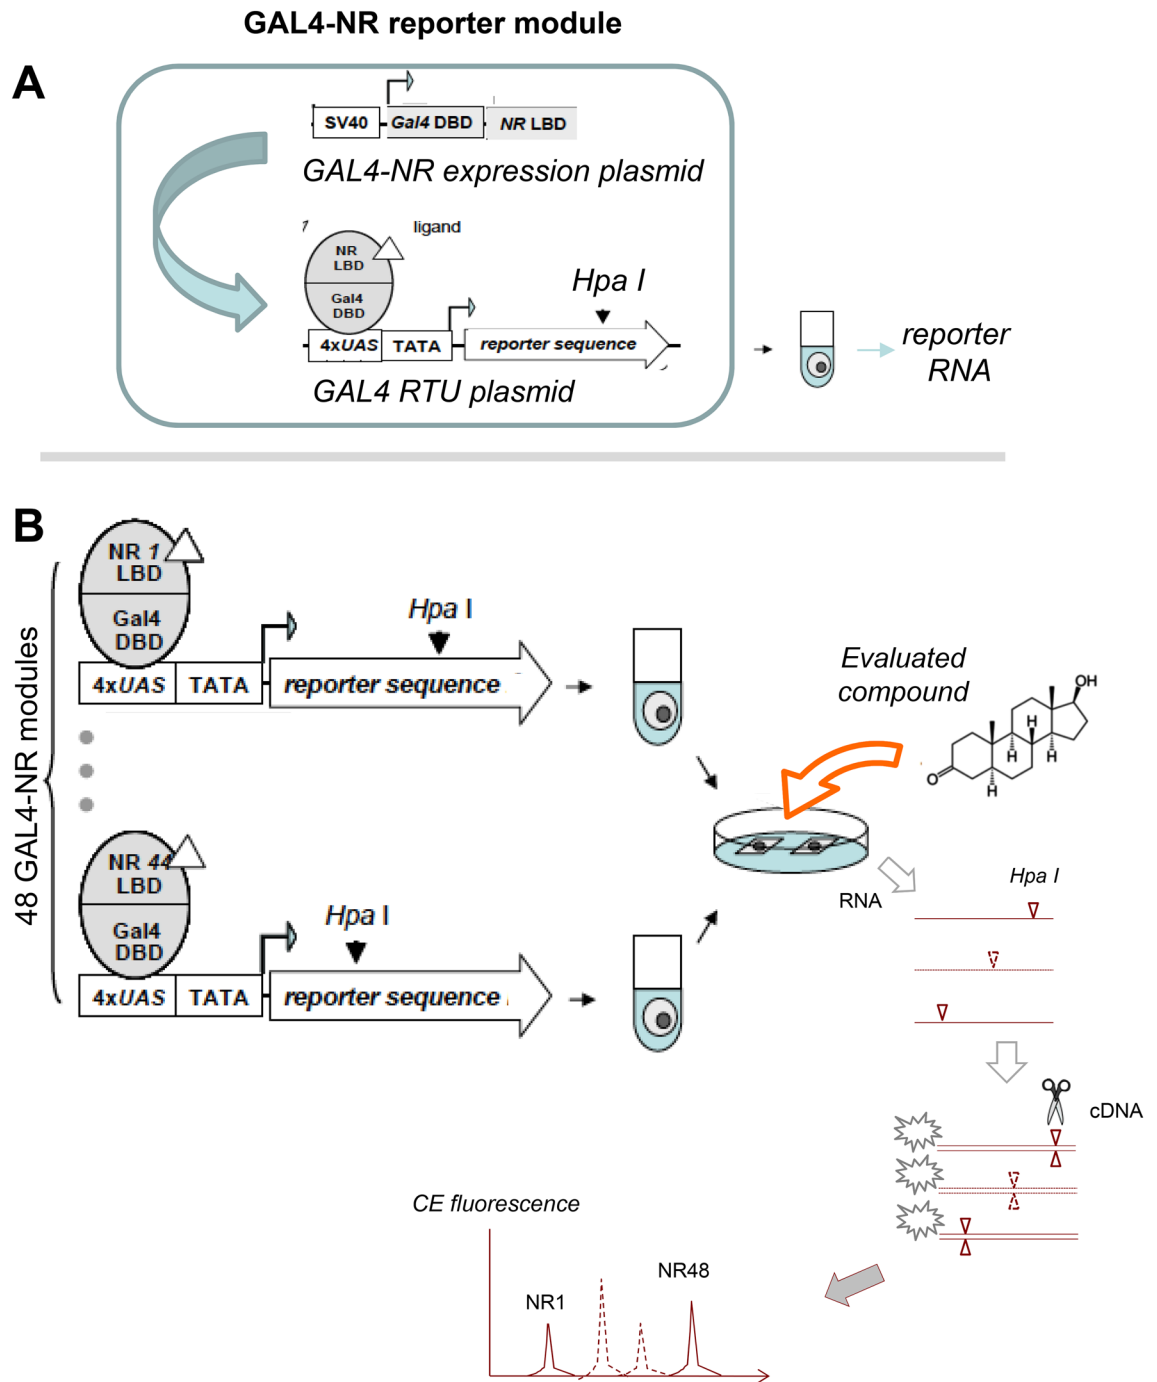 GAL4-NR reporter module
A
SV40
Gal4 DBD
NR LBD
GAL4-NR expression plasmid
ligand
NR
LBD
Gal4
DBD
Hpa I
4xUAS
TATA
reporter sequence
GAL4 RTU plasmid
reporter
RNA
B
48 GAL4-NR modules
NR 1
LBD
Gal4
DBD
Hpa I
4xUAS
TATA
reporter sequence
NR 44
LBD
Gal4
DBD
Hpa I
4xUAS
TATA
reporter sequence
Evaluated
compound
OH
H
H
H
H
O
RNA
Hpa I
cDNA
CE fluorescence
NR1
NR48